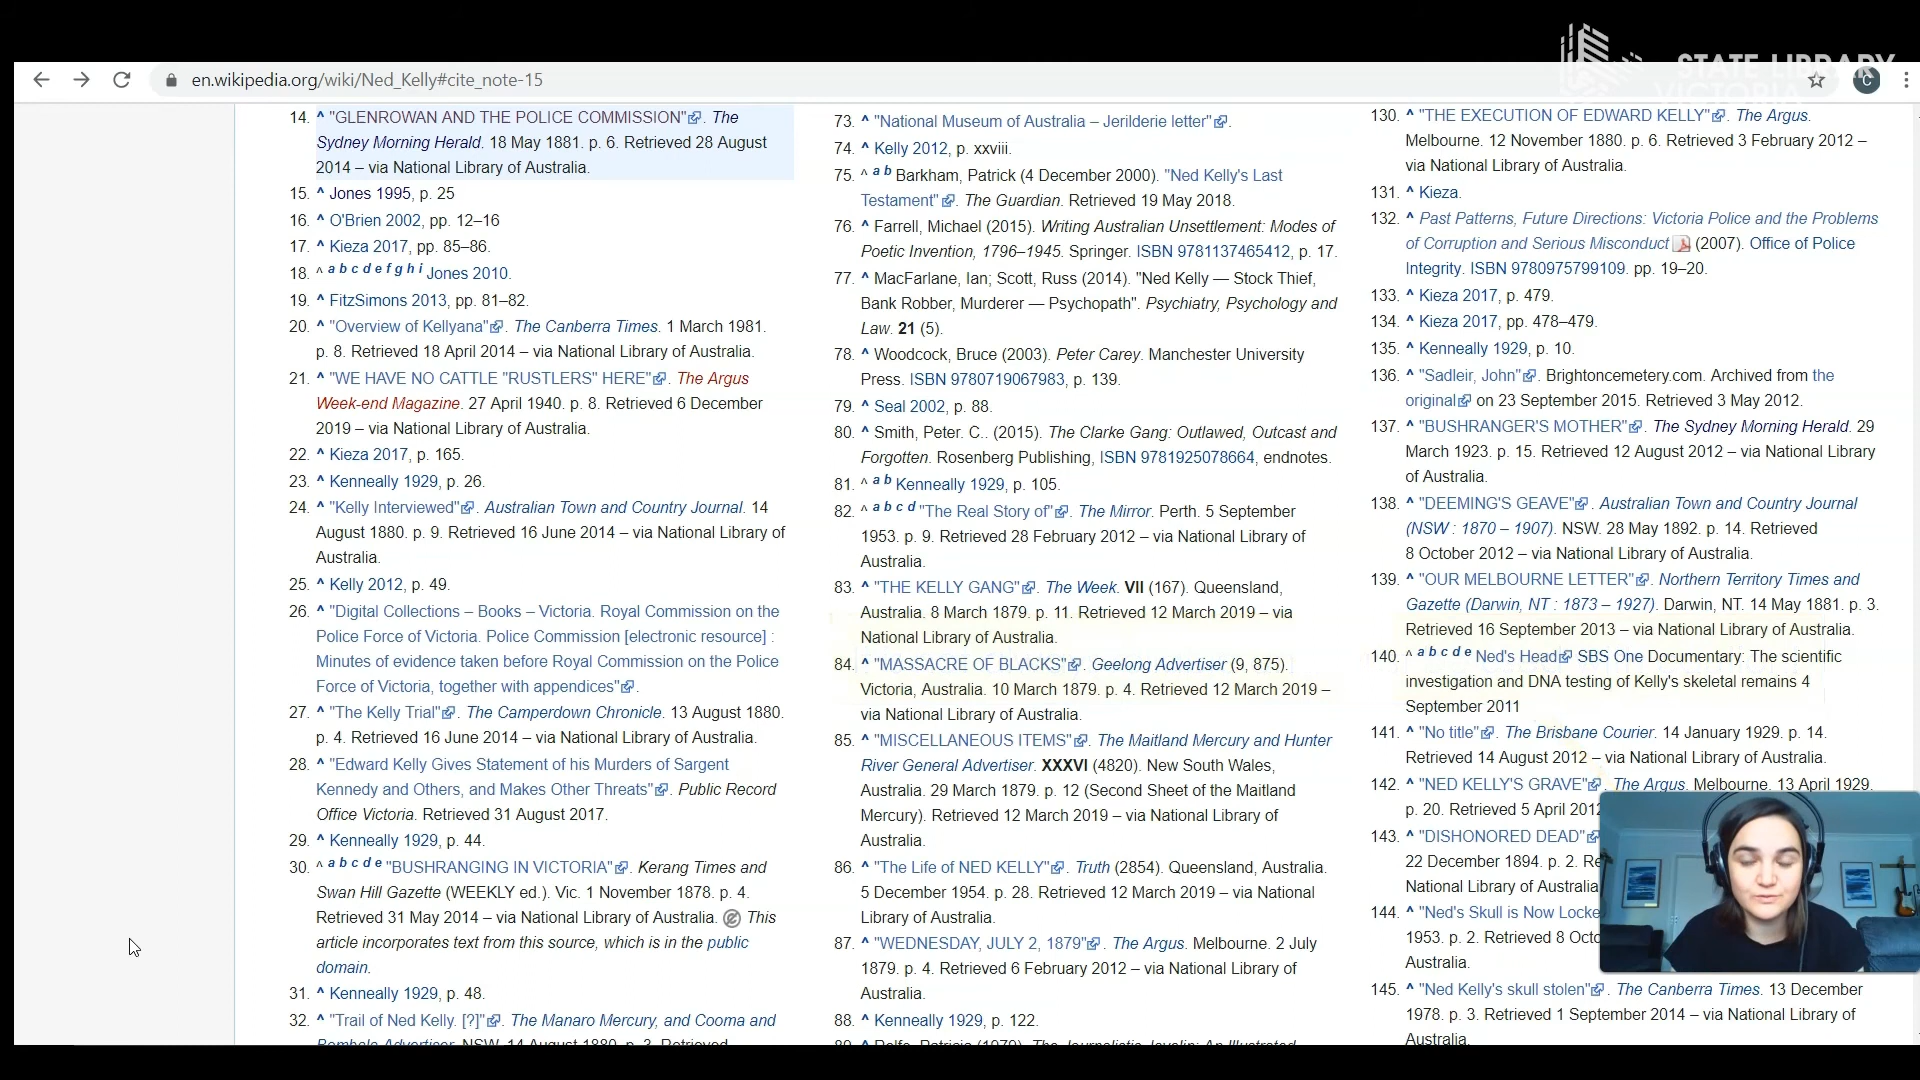 STATE LIBRARY
VICTORIA
en.wikipedia.org/wiki/Ned_Kelly#cite_note-15
C
14. ^ "GLENROWAN AND THE POLICE COMMISSION". The
Sydney Morning Herald. 18 May 1881. p. 6. Retrieved 28 August
2014 – via National Library of Australia.
15. ^ Jones 1995, p. 25
16. ^ O'Brien 2002, pp. 12–16
17. ^ Kieza 2017, pp. 85–86.
18. ^ a b c d e f g h i Jones 2010.
19. ^ FitzSimons 2013, pp. 81–82.
20. ^ "Overview of Kellyana". The Canberra Times. 1 March 1981.
p. 8. Retrieved 18 April 2014 – via National Library of Australia.
21. ^ "WE HAVE NO CATTLE "RUSTLERS" HERE". The Argus
Week-end Magazine. 27 April 1940. p. 8. Retrieved 6 December
2019 – via National Library of Australia.
22. ^ Kieza 2017, p. 165.
23. ^ Kenneally 1929, p. 26.
24. ^ "Kelly Interviewed". Australian Town and Country Journal. 14
August 1880. p. 9. Retrieved 16 June 2014 – via National Library of
Australia.
25. ^ Kelly 2012, p. 49.
26. ^ "Digital Collections – Books – Victoria. Royal Commission on the
Police Force of Victoria. Police Commission [electronic resource] :
Minutes of evidence taken before Royal Commission on the Police
Force of Victoria, together with appendices".
27. ^ "The Kelly Trial". The Camperdown Chronicle. 13 August 1880.
p. 4. Retrieved 16 June 2014 – via National Library of Australia.
28. ^ "Edward Kelly Gives Statement of his Murders of Sargent
Kennedy and Others, and Makes Other Threats". Public Record
Office Victoria. Retrieved 31 August 2017.
29. ^ Kenneally 1929, p. 44.
30. ^ a b c d e "BUSHRANGING IN VICTORIA". Kerang Times and
Swan Hill Gazette (WEEKLY ed.). Vic. 1 November 1878. p. 4.
Retrieved 31 May 2014 – via National Library of Australia. This
article incorporates text from this source, which is in the public
domain.
31. ^ Kenneally 1929, p. 48.
32. ^ "Trail of Ned Kelly. [?]". The Manaro Mercury, and Cooma and
Bombala Advertiser. NSW. 14 August 1880. p. 3. Retrieved
73. ^ "National Museum of Australia – Jerilderie letter".
74. ^ Kelly 2012, p. xxviii.
75. ^ a b Barkham, Patrick (4 December 2000). "Ned Kelly's Last
Testament". The Guardian. Retrieved 19 May 2018.
76. ^ Farrell, Michael (2015). Writing Australian Unsettlement: Modes of
Poetic Invention, 1796–1945. Springer. ISBN 9781137465412, p. 17.
77. ^ MacFarlane, Ian; Scott, Russ (2014). "Ned Kelly — Stock Thief,
Bank Robber, Murderer — Psychopath". Psychiatry, Psychology and
Law. 21 (5).
78. ^ Woodcock, Bruce (2003). Peter Carey. Manchester University
Press. ISBN 9780719067983, p. 139.
79. ^ Seal 2002, p. 88.
80. ^ Smith, Peter. C.. (2015). The Clarke Gang: Outlawed, Outcast and
Forgotten. Rosenberg Publishing, ISBN 9781925078664, endnotes.
81. ^ a b Kenneally 1929, p. 105.
82. ^ a b c d "The Real Story of". The Mirror. Perth. 5 September
1953. p. 9. Retrieved 28 February 2012 – via National Library of
Australia.
83. ^ "THE KELLY GANG". The Week. VII (167). Queensland,
Australia. 8 March 1879. p. 11. Retrieved 12 March 2019 – via
National Library of Australia.
84. ^ "MASSACRE OF BLACKS". Geelong Advertiser (9, 875).
Victoria, Australia. 10 March 1879. p. 4. Retrieved 12 March 2019 –
via National Library of Australia.
85. ^ "MISCELLANEOUS ITEMS". The Maitland Mercury and Hunter
River General Advertiser. XXXVI (4820). New South Wales,
Australia. 29 March 1879. p. 12 (Second Sheet of the Maitland
Mercury). Retrieved 12 March 2019 – via National Library of
Australia.
86. ^ "The Life of NED KELLY". Truth (2854). Queensland, Australia.
5 December 1954. p. 28. Retrieved 12 March 2019 – via National
Library of Australia.
87. ^ "WEDNESDAY, JULY 2, 1879". The Argus. Melbourne. 2 July
1879. p. 4. Retrieved 6 February 2012 – via National Library of
Australia.
88. ^ Kenneally 1929, p. 122.
89. ^ Rolfe, Patricia (1979). The Journalistic Javelin: An Illustrated
130. ^ "THE EXECUTION OF EDWARD KELLY". The Argus.
Melbourne. 12 November 1880. p. 6. Retrieved 3 February 2012 –
via National Library of Australia.
131. ^ Kieza.
132. ^ Past Patterns, Future Directions: Victoria Police and the Problems
of Corruption and Serious Misconduct (2007). Office of Police
Integrity. ISBN 9780975799109. pp. 19–20.
133. ^ Kieza 2017, p. 479.
134. ^ Kieza 2017, pp. 478–479.
135. ^ Kenneally 1929, p. 10.
136. ^ "Sadleir, John". Brightoncemetery.com. Archived from the
original on 23 September 2015. Retrieved 3 May 2012.
137. ^ "BUSHRANGER'S MOTHER". The Sydney Morning Herald. 29
March 1923. p. 15. Retrieved 12 August 2012 – via National Library
of Australia.
138. ^ "DEEMING'S GEAVE". Australian Town and Country Journal
(NSW : 1870 – 1907). NSW. 28 May 1892. p. 14. Retrieved
8 October 2012 – via National Library of Australia.
139. ^ "OUR MELBOURNE LETTER". Northern Territory Times and
Gazette (Darwin, NT : 1873 – 1927). Darwin, NT. 14 May 1881. p. 3.
Retrieved 16 September 2013 – via National Library of Australia.
140. ^ a b c d e Ned's Head SBS One Documentary: The scientific
investigation and DNA testing of Kelly's skeletal remains 4
September 2011
141. ^ "No title". The Brisbane Courier. 14 January 1929. p. 14.
Retrieved 14 August 2012 – via National Library of Australia.
142. ^ "NED KELLY'S GRAVE". The Argus. Melbourne. 13 April 1929.
p. 20. Retrieved 5 April 2012
143. ^ "DISHONORED DEAD"
22 December 1894. p. 2. Re
National Library of Australia
144. ^ "Ned's Skull is Now Locke
1953. p. 2. Retrieved 8 Octo
Australia.
145. ^ "Ned Kelly's skull stolen". The Canberra Times. 13 December
1978. p. 3. Retrieved 1 September 2014 – via National Library of
Australia.